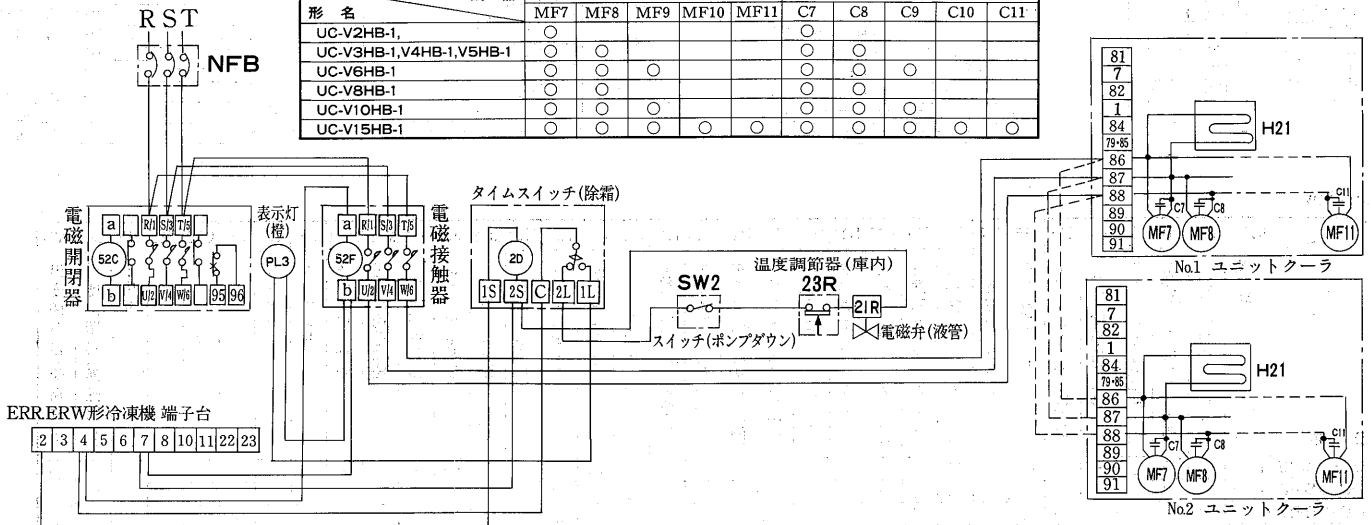 形 名
MF7 MF8 MF9 MF10 MF11 C7 C8 C9 C10 C11
UC-V2HB-1, ○ ○
UC-V3HB-1,V4HB-1,V5HB-1 ○ ○ ○ ○
UC-V6HB-1 ○ ○ ○ ○ ○ ○
UC-V8HB-1 ○ ○ ○ ○
UC-V10HB-1 ○ ○ ○ ○ ○ ○
UC-V15HB-1 ○ ○ ○ ○ ○ ○ ○ ○ ○ ○
R S T
NFB
電磁開閉器
a R/1 S/3 T/5
52C
b U/2 V/4 W/6 95 96
表示灯
(橙)
PL3
電磁接触器
a R/1 S/3 T/5
52F
b U/2 V/4 W/6
タイムスイッチ(除霜)
2D
1S 2S C 2L 1L
SW2
スイッチ(ポンプダウン)
温度調節器(庫内)
23R
21R
電磁弁(液管)
ERR.ERW形冷凍機 端子台
2 3 4 5 6 7 8 10 11 22 23
81
7
82
1
84
79・85
86
87
88
89
90
91
H21
C7
C8
C11
MF7
MF8
MF11
No.1 ユニットクーラ
81
7
82
1
84
79・85
86
87
88
89
90
91
H21
C7
C8
C11
MF7
MF8
MF11
No.2 ユニットクーラ